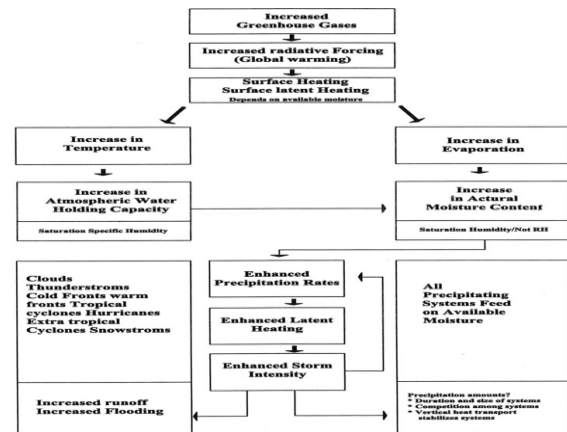 Increased
Greenhouse Gases
Increased radiative Forcing
(Global warming)
Surface Heating
Surface latent Heating
Depends on available moisture
Increase in
Temperature
Increase in
Evaporation
Increase in
Atmospheric Water
Holding Capacity
Saturation Specific Humidity
Increase
in Actural
Moisture Content
Saturation Humidity/Not RH
Clouds
Thunderstroms
Cold Fronts warm
fronts Tropical
cyclones Hurricanes
Extra tropical
Cyclones Snowstroms
Increased runoff
Increased Flooding
Enhanced
Precipitation Rates
Enhanced Latent
Heating
Enhanced Storm
Intensity
All
Precipitating
Systems Feed
on Available
Moisture
Precipitation amounts?
* Duration and size of systems
* Competition among systems
* Vertical heat transport
stabilizes systems